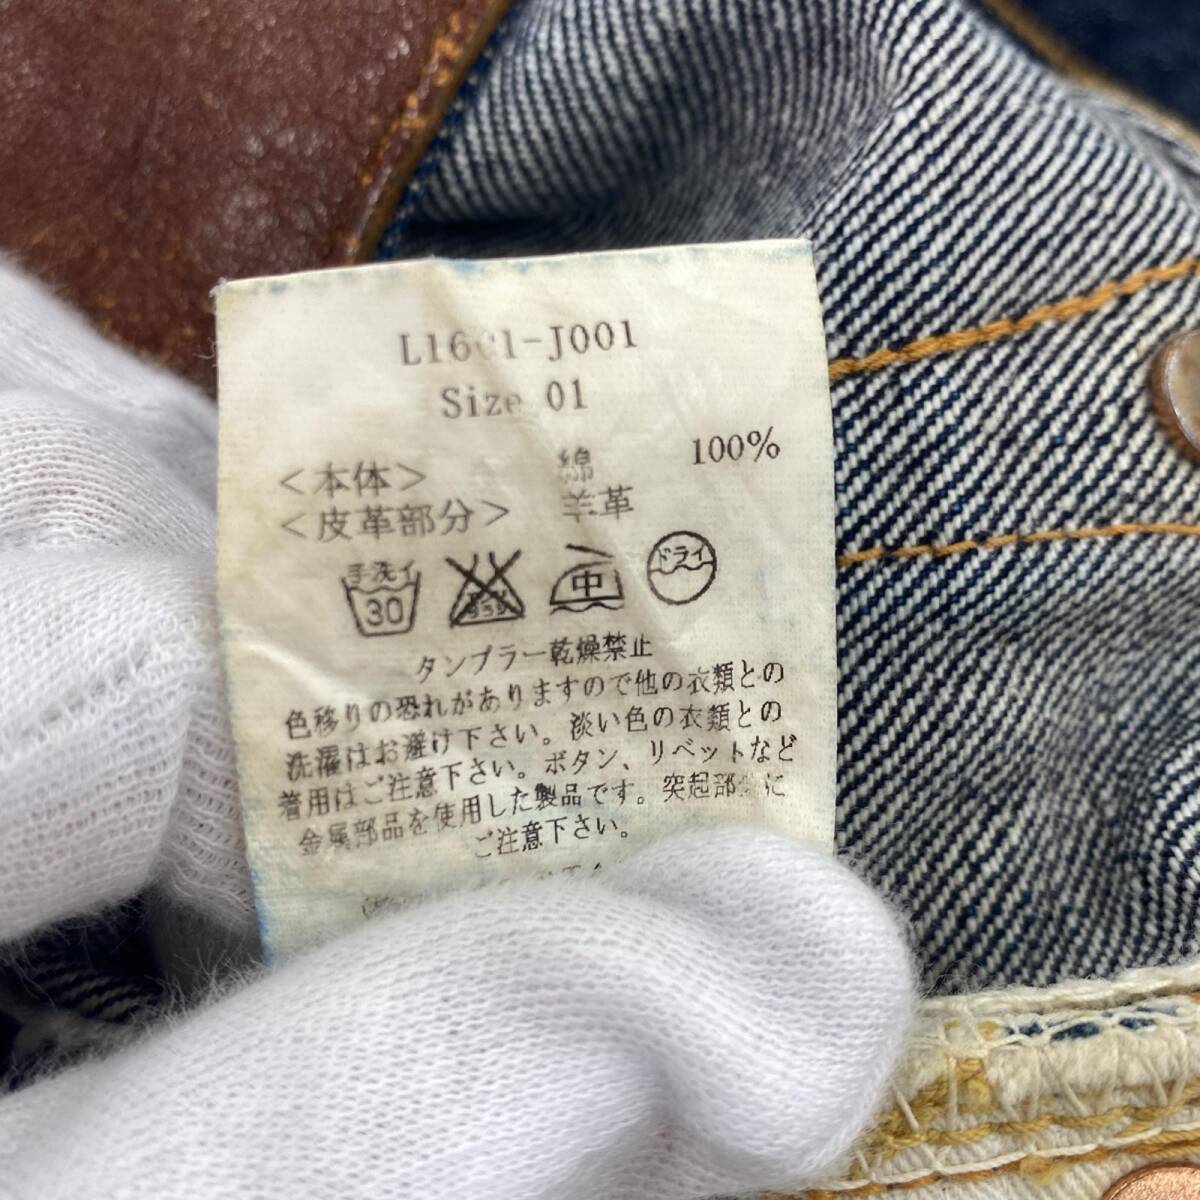 Size 01
<本体> 綿 100%
<皮革部分> 羊革
手洗イ 30 中 ドライ
タンブラー乾燥禁止
色移りの恐れがありますので他の衣類との
洗濯はお避け下さい。淡い色の衣類との
着用はご注意下さい。ボタン、リベットなど
金属部品を使用した製品です。突起部分に
ご注意下さい。